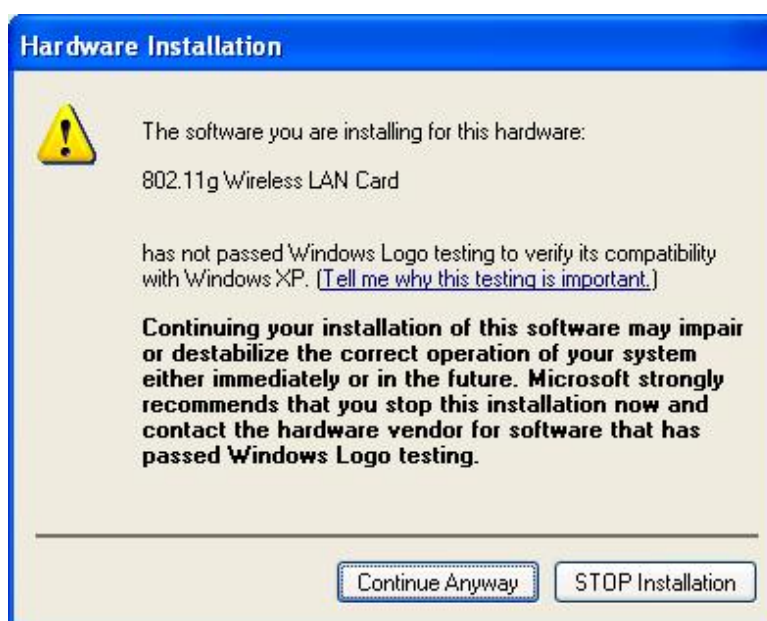 Hardware Installation
The software you are installing for this hardware:
802.11g Wireless LAN Card
has not passed Windows Logo testing to verify its compatibility
with Windows XP. (Tell me why this testing is important.)
Continuing your installation of this software may impair
or destabilize the correct operation of your system
either immediately or in the future. Microsoft strongly
recommends that you stop this installation now and
contact the hardware vendor for software that has
passed Windows Logo testing.
Continue Anyway
STOP Installation